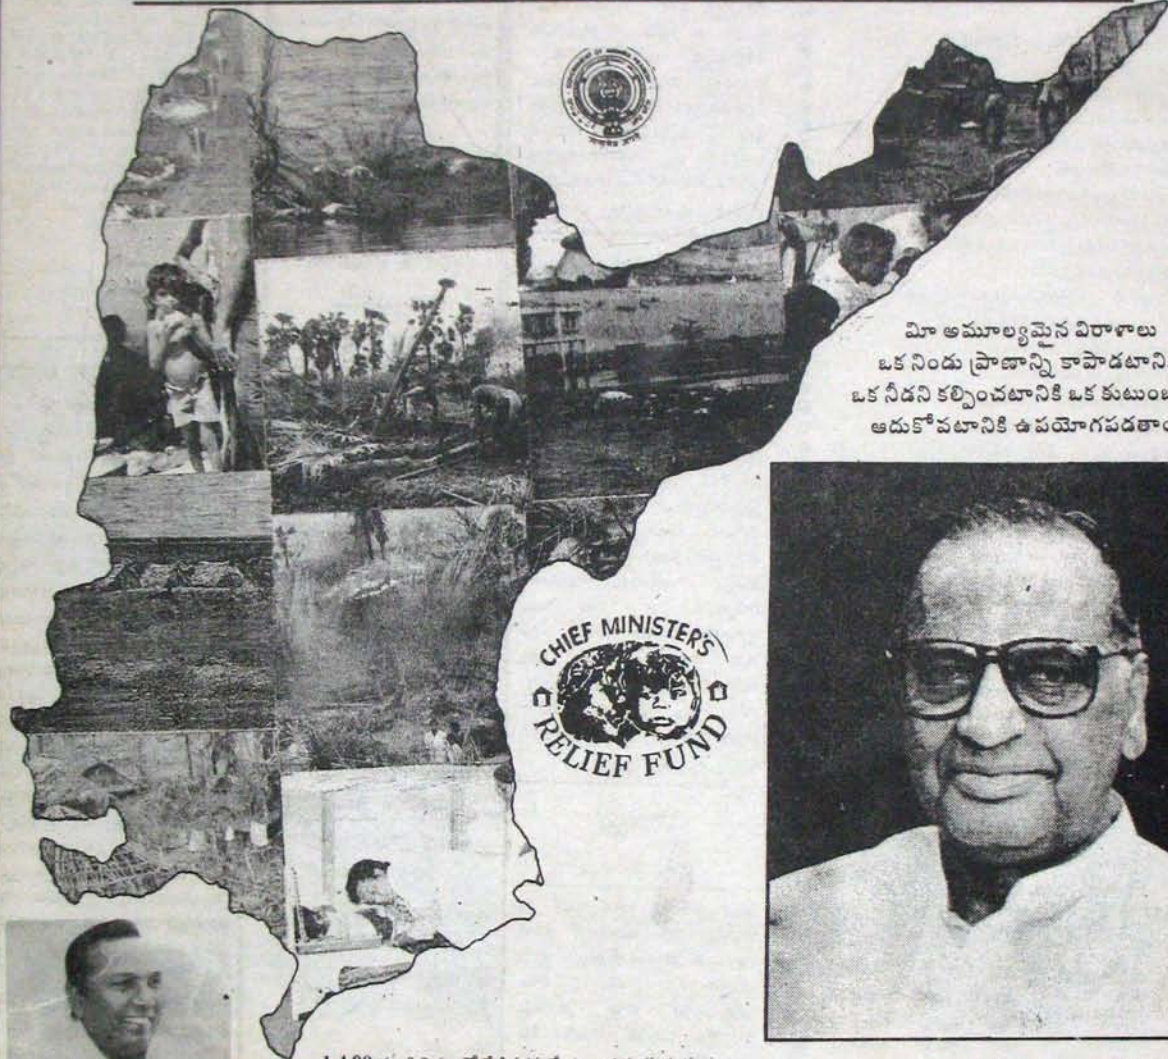 మీ అమూల్యమైన విరాళాలు
ఒక నిండు ప్రాణాన్ని కాపాడటాని
ఒక నీడని కల్పించటానికి ఒక కుటుంబ
ఆదుకోవటానికి ఉపయోగపడతా
CHIEF MINISTER'S
RELIEF FUND